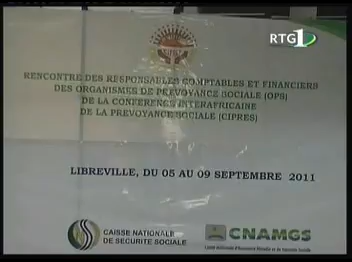 RTG1
RENCONTRE DES RESPONSABLES COMPTABLES ET FINANCIERS
DES ORGANISMES DE PREVOYANCE SOCIALE (OPS)
DE LA CONFERENCE INTERAFRICAINE
DE LA PREVOYANCE SOCIALE (CIPRES)
LIBREVILLE, DU 05 AU 09 SEPTEMBRE 2011
CAISSE NATIONALE
DE SECURITE SOCIALE
CNAMGS